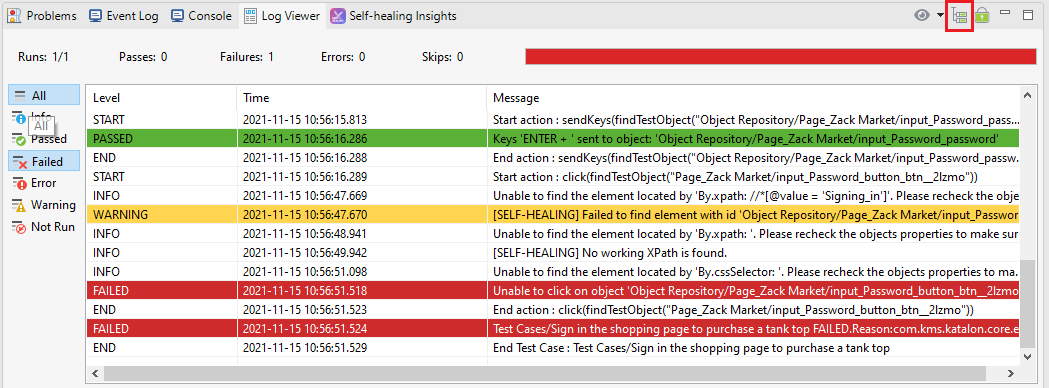 Problems Event Log Console Log Viewer Self-healing Insights
Runs: 1/1 Passes: 0 Failures: 1 Errors: 0 Skips: 0
All
Info
All
Passed
Failed
Error
Warning
Not Run
Level Time Message
START 2021-11-15 10:56:15.813 Start action : sendKeys(findTestObject("Object Repository/Page_Zack Market/input_Password_pass...
PASSED 2021-11-15 10:56:16.286 Keys 'ENTER + ' sent to object: 'Object Repository/Page_Zack Market/input_Password_password'
END 2021-11-15 10:56:16.288 End action : sendKeys(findTestObject("Object Repository/Page_Zack Market/input_Password_passw...
START 2021-11-15 10:56:16.289 Start action : click(findTestObject("Page_Zack Market/input_Password_button_btn__2lzmo"))
INFO 2021-11-15 10:56:47.669 Unable to find the element located by 'By.xpath: //*[@value = 'Signing_in']'. Please recheck the obje
WARNING 2021-11-15 10:56:47.670 [SELF-HEALING] Failed to find element with id 'Object Repository/Page_Zack Market/input_Passwor
INFO 2021-11-15 10:56:48.941 Unable to find the element located by 'By.xpath: '. Please recheck the objects properties to make sur
INFO 2021-11-15 10:56:49.942 [SELF-HEALING] No working XPath is found.
INFO 2021-11-15 10:56:51.098 Unable to find the element located by 'By.cssSelector: '. Please recheck the objects properties to ma...
FAILED 2021-11-15 10:56:51.518 Unable to click on object 'Object Repository/Page_Zack Market/input_Password_button_btn__2lzmo
END 2021-11-15 10:56:51.523 End action : click(findTestObject("Page_Zack Market/input_Password_button_btn__2lzmo"))
FAILED 2021-11-15 10:56:51.524 Test Cases/Sign in the shopping page to purchase a tank top FAILED.Reason:com.kms.katalon.core.e
END 2021-11-15 10:56:51.529 End Test Case : Test Cases/Sign in the shopping page to purchase a tank top